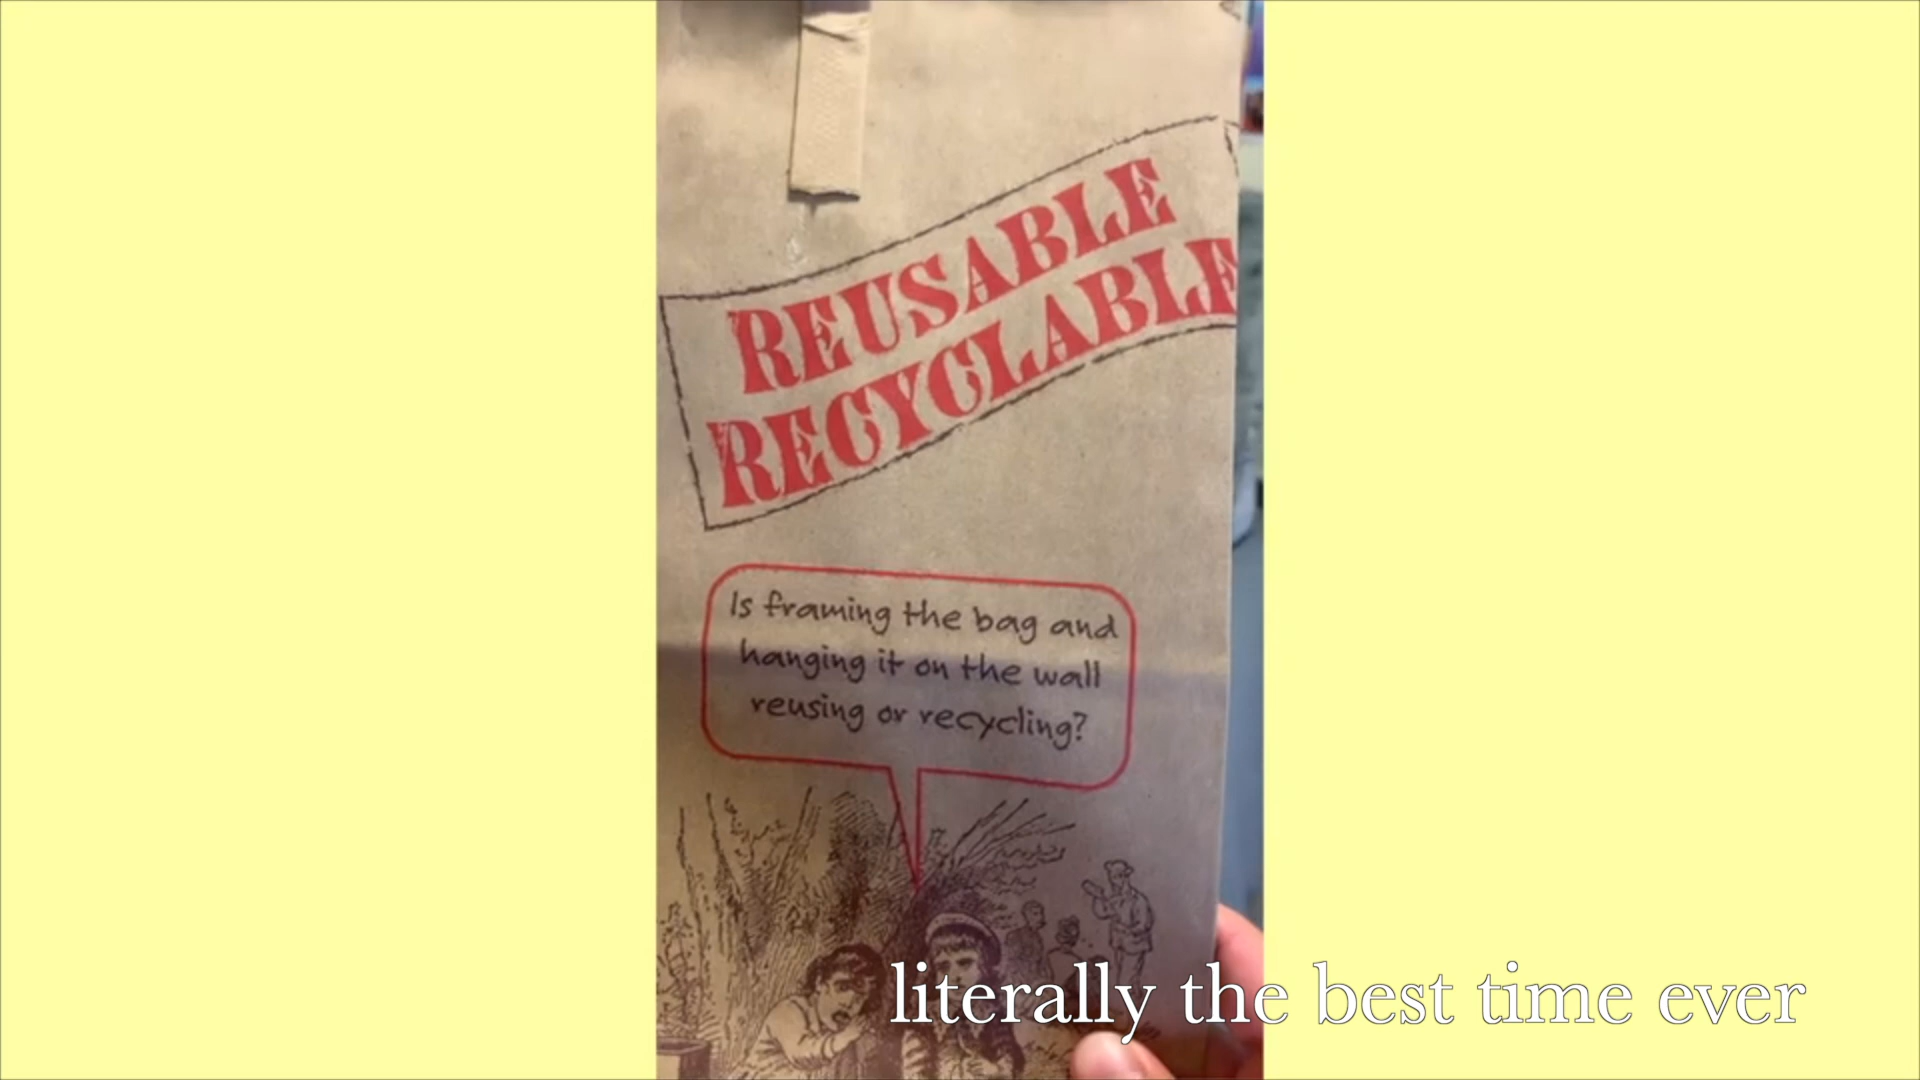 REUSABLE
RECYCLABLE
Is framing the bag and
hanging it on the wall
reusing or recycling?
literally the best time ever